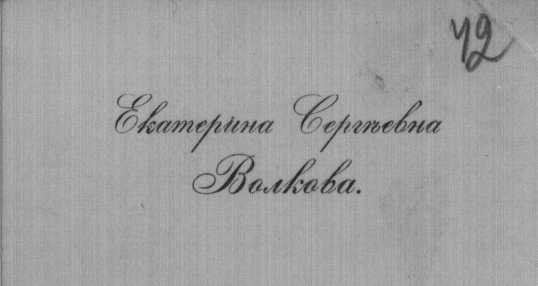 42
Екатерина Сергѣевна
Волкова.